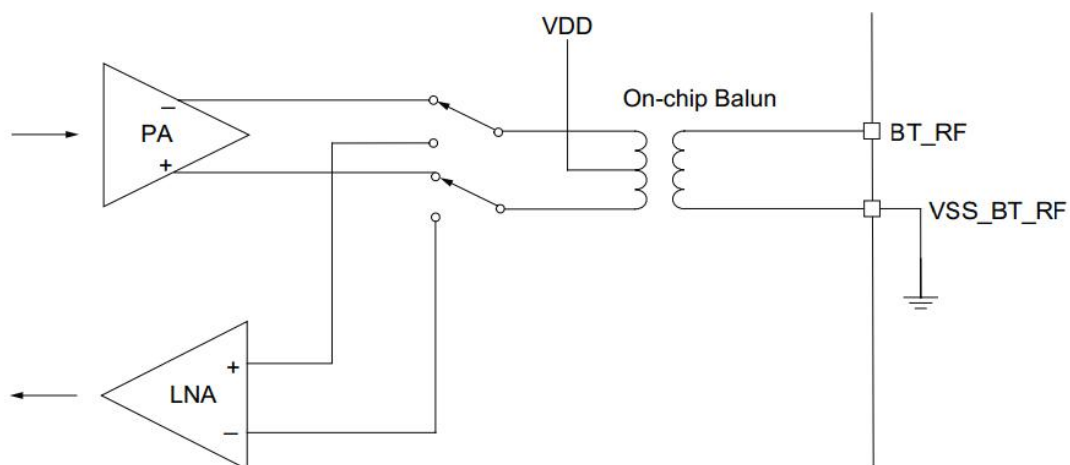 VDD
On-chip Balun
–
PA
+
BT_RF
VSS_BT_RF
+
LNA
–